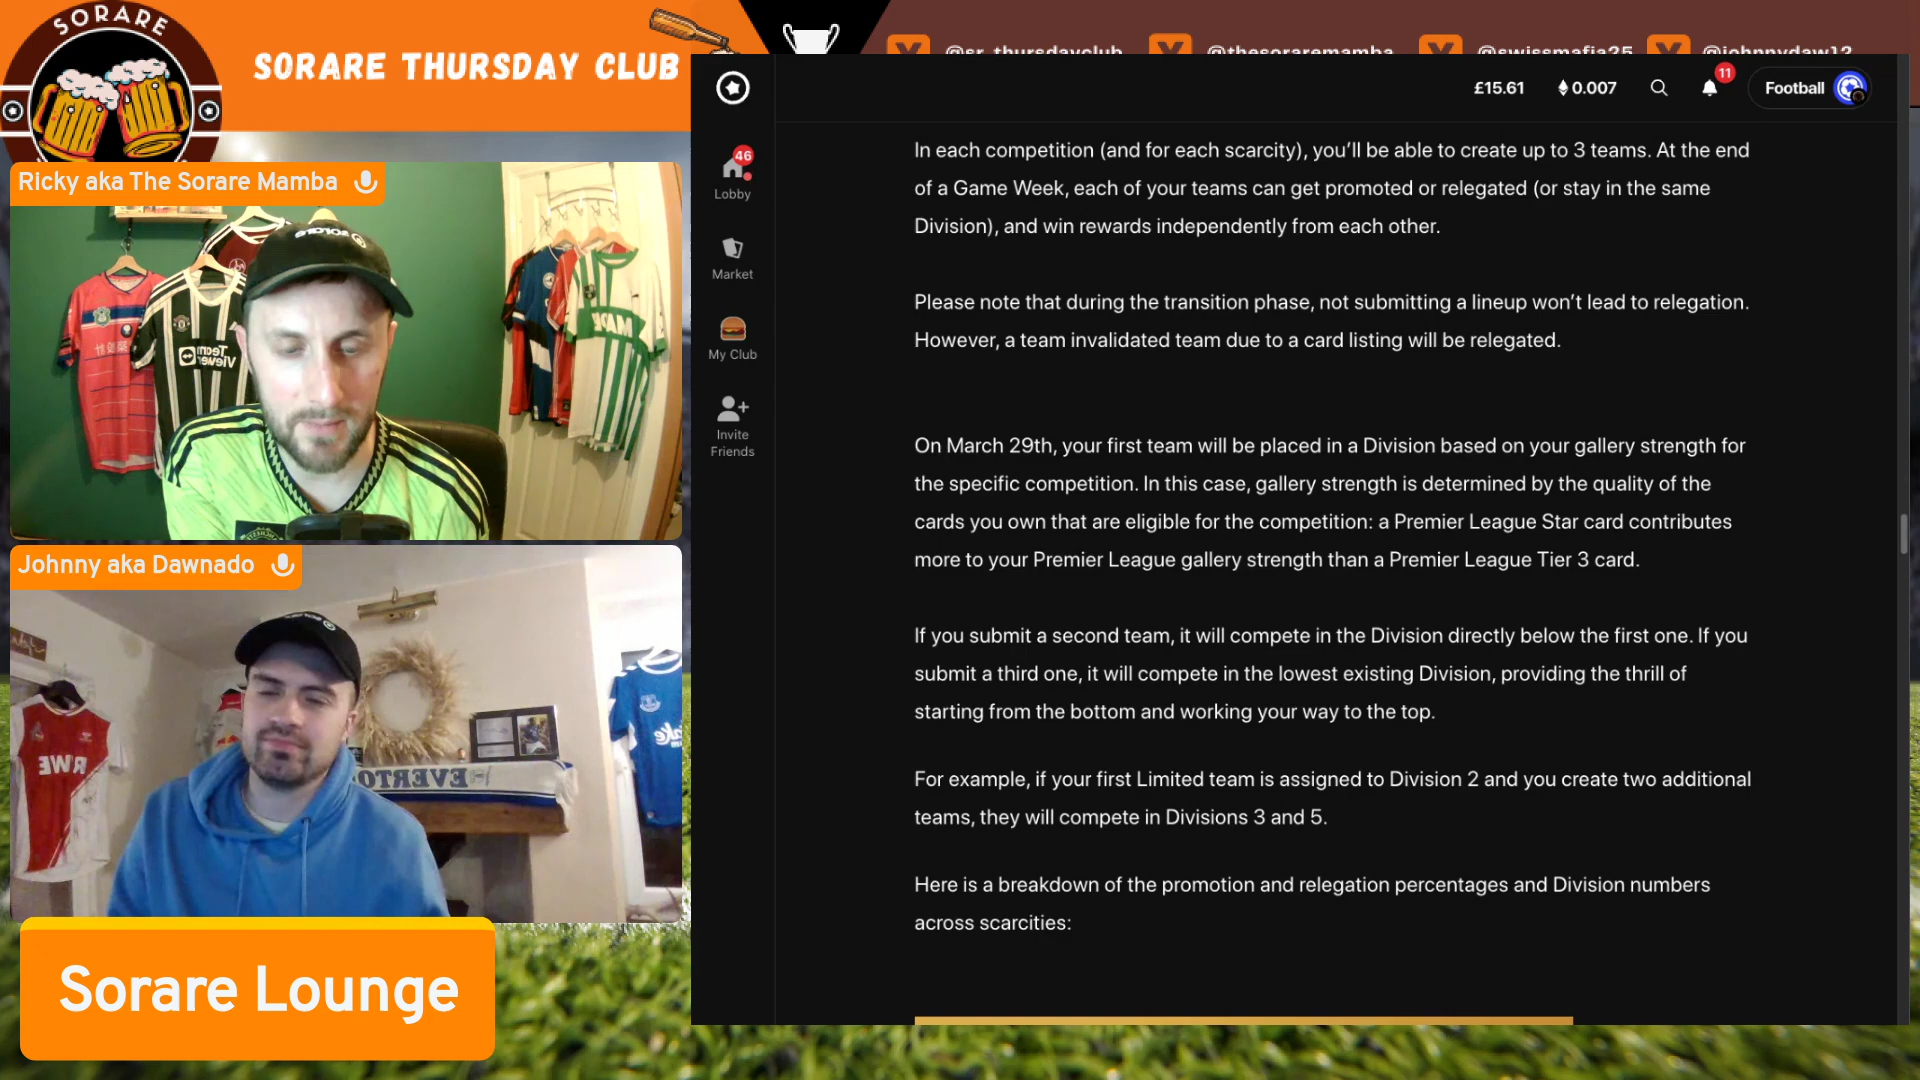 SORARE
SORARE THURSDAY CLUB
@sr_thursdayclub
@thesoraremamba
@swissmafia25
@johnnydaw12
£15.61
0.007
11
Football
Ricky aka The Sorare Mamba
46
Lobby
Market
My Club
Invite
Friends
In each competition (and for each scarcity), you’ll be able to create up to 3 teams. At the end
of a Game Week, each of your teams can get promoted or relegated (or stay in the same
Division), and win rewards independently from each other.
Please note that during the transition phase, not submitting a lineup won’t lead to relegation.
However, a team invalidated team due to a card listing will be relegated.
On March 29th, your first team will be placed in a Division based on your gallery strength for
the specific competition. In this case, gallery strength is determined by the quality of the
cards you own that are eligible for the competition: a Premier League Star card contributes
more to your Premier League gallery strength than a Premier League Tier 3 card.
If you submit a second team, it will compete in the Division directly below the first one. If you
submit a third one, it will compete in the lowest existing Division, providing the thrill of
starting from the bottom and working your way to the top.
For example, if your first Limited team is assigned to Division 2 and you create two additional
teams, they will compete in Divisions 3 and 5.
Here is a breakdown of the promotion and relegation percentages and Division numbers
across scarcities:
Team
Viewer
Johnny aka Dawnado
RWE
EVERTO
Sorare Lounge